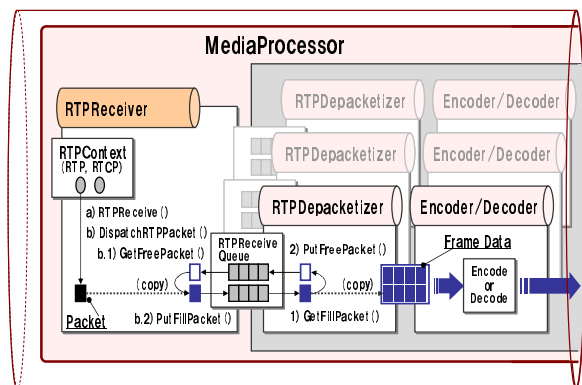 MediaProcessor
RTPReceiver
RTPContext
(RTP, RTCP)
a) RTPReceive()
b) DispatchRTPPacket()
b.1) GetFreePacket()
(copy)
Packet
b.2) PutFillPacket()
RTPReceive
Queue
RTPDepacketizer
RTPDepacketizer
RTPDepacketizer
2) PutFreePacket()
(copy)
1) GetFillPacket()
Encoder/Decoder
Encoder/Decoder
Encoder/Decoder
Frame Data
Encode
or
Decode